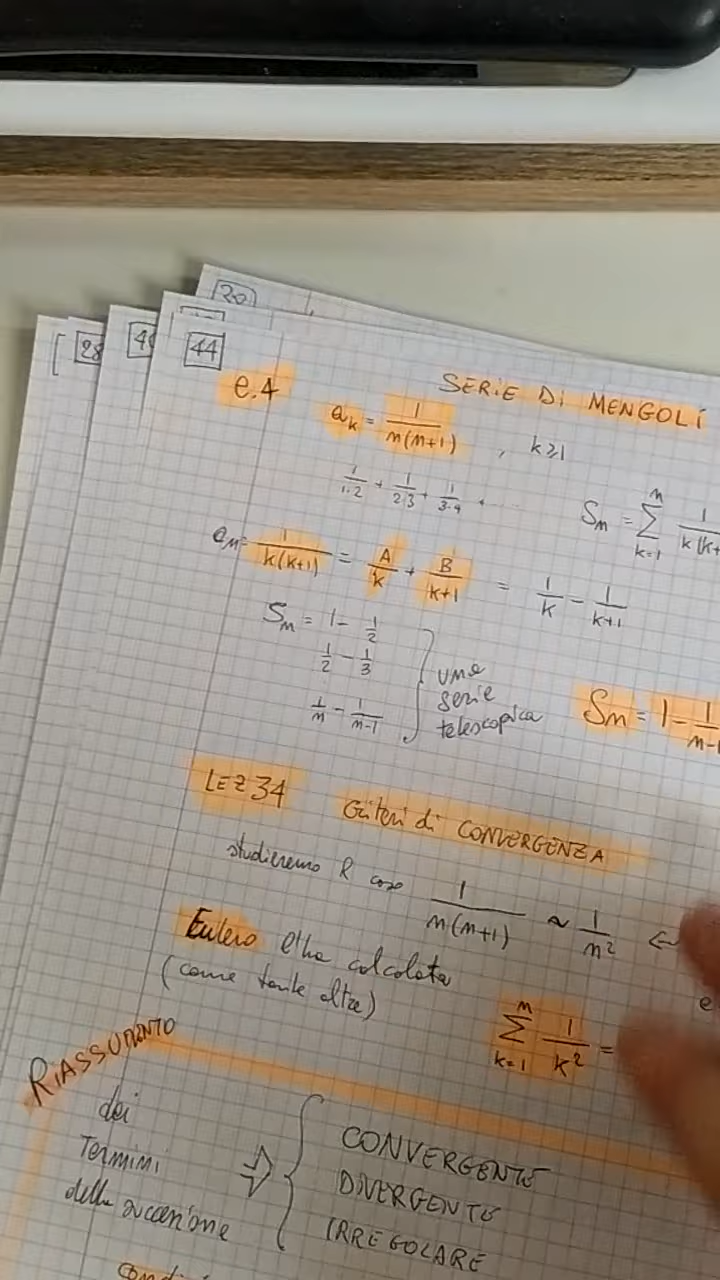 30
28
44
e.4
SERIE DI MENGOLI
a_k = 1/(n(n+1)) , k≥1
1/(1·2) + 1/(2·3) + 1/(3·4) + ....
S_n = Σ_{k=1}^{n} 1/(k(k+
a_n = 1/(k(k+1)) = A/k + B/(k+1) = 1/k - 1/(k+1)
S_n = 1 - 1/2
1/2 - 1/3
1/n - 1/(n-1)
una
serie
telescopica
S_n = 1 - 1/(n-1
LEZ 34 Criteri di CONVERGENZA
studieremo il caso 1/(n(n+1)) ~ 1/n² ⇐
Eulero l'ha calcolata
(come tante altre)
e
Σ_{k=1}^{n} 1/k² =
RIASSUNTO
dei
Termini
della successione
⇒ { CONVERGENTE
DIVERGENTE
IRREGOLARE